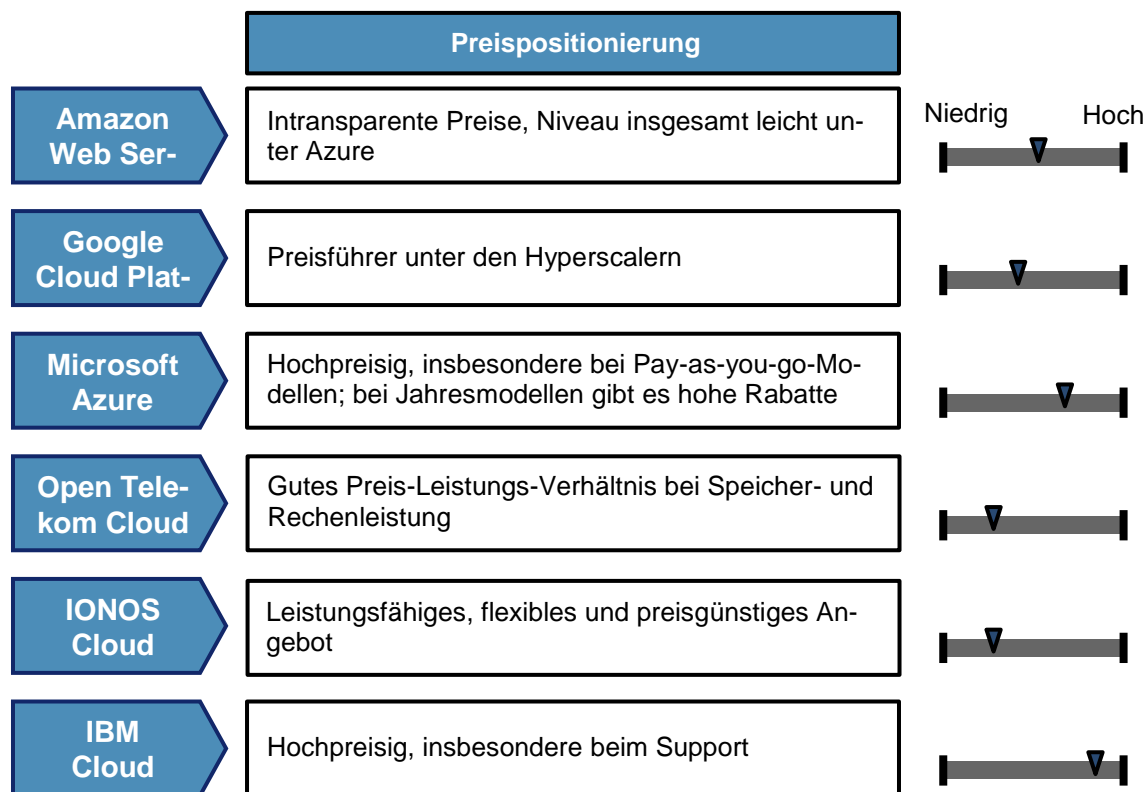 Preispositionierung
Niedrig
Hoch
Amazon
Web Ser-
Intransparente Preise, Niveau insgesamt leicht un-
ter Azure
Google
Cloud Plat-
Preisführer unter den Hyperscalern
Microsoft
Azure
Hochpreisig, insbesondere bei Pay-as-you-go-Mo-
dellen; bei Jahresmodellen gibt es hohe Rabatte
Open Tele-
kom Cloud
Gutes Preis-Leistungs-Verhältnis bei Speicher- und
Rechenleistung
IONOS
Cloud
Leistungsfähiges, flexibles und preisgünstiges An-
gebot
IBM
Cloud
Hochpreisig, insbesondere beim Support